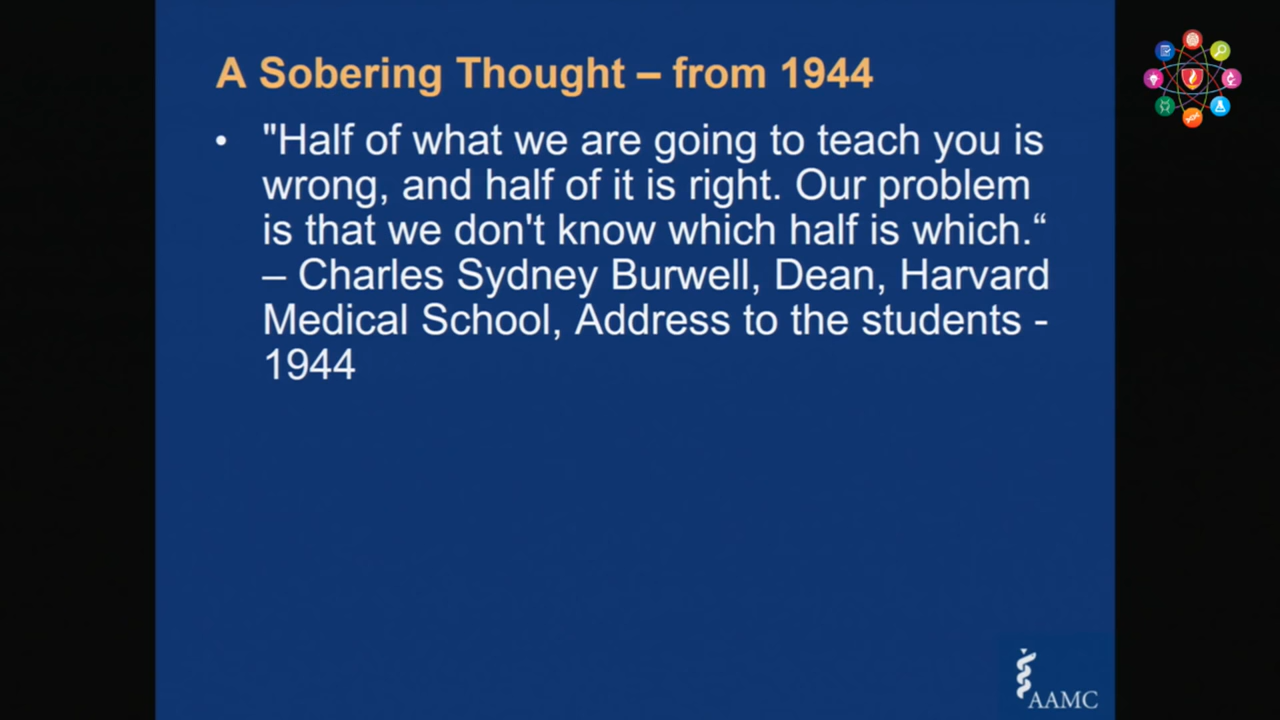 A Sobering Thought – from 1944
• "Half of what we are going to teach you is
wrong, and half of it is right. Our problem
is that we don't know which half is which.“
– Charles Sydney Burwell, Dean, Harvard
Medical School, Address to the students -
1944
AAMC